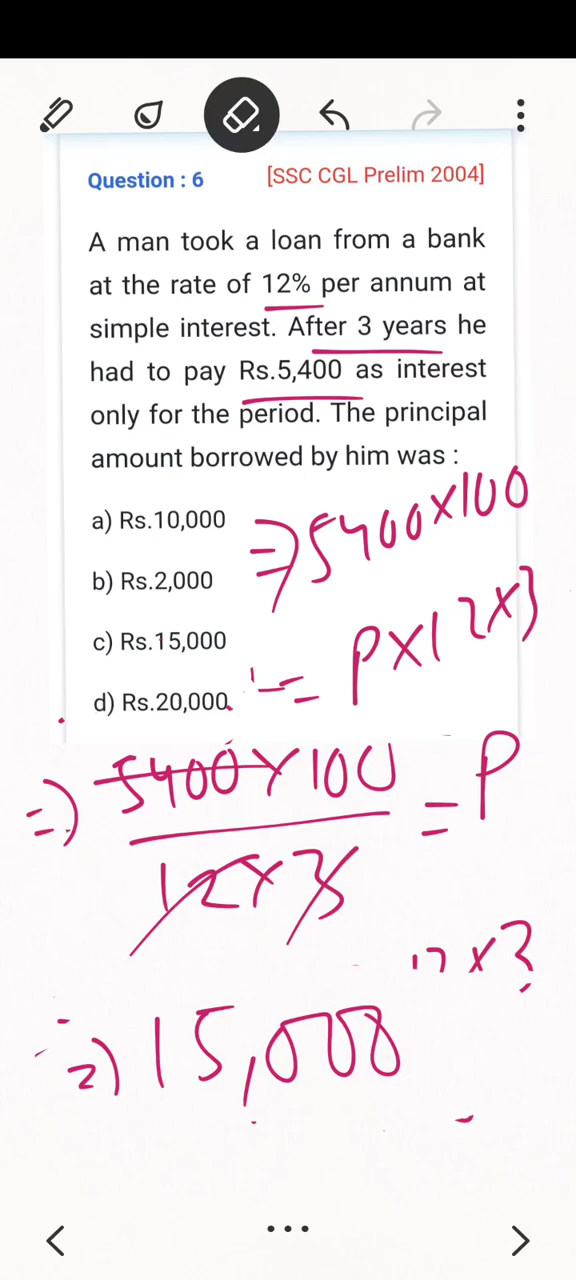 Question : 6 [SSC CGL Prelim 2004]
A man took a loan from a bank
at the rate of 12% per annum at
simple interest. After 3 years he
had to pay Rs.5,400 as interest
only for the period. The principal
amount borrowed by him was :
a) Rs.10,000
b) Rs.2,000
c) Rs.15,000
d) Rs.20,000
⇒ 5400×100
= P×12×3
⇒ 5400×100 = P
12×3
⇒ 15,000